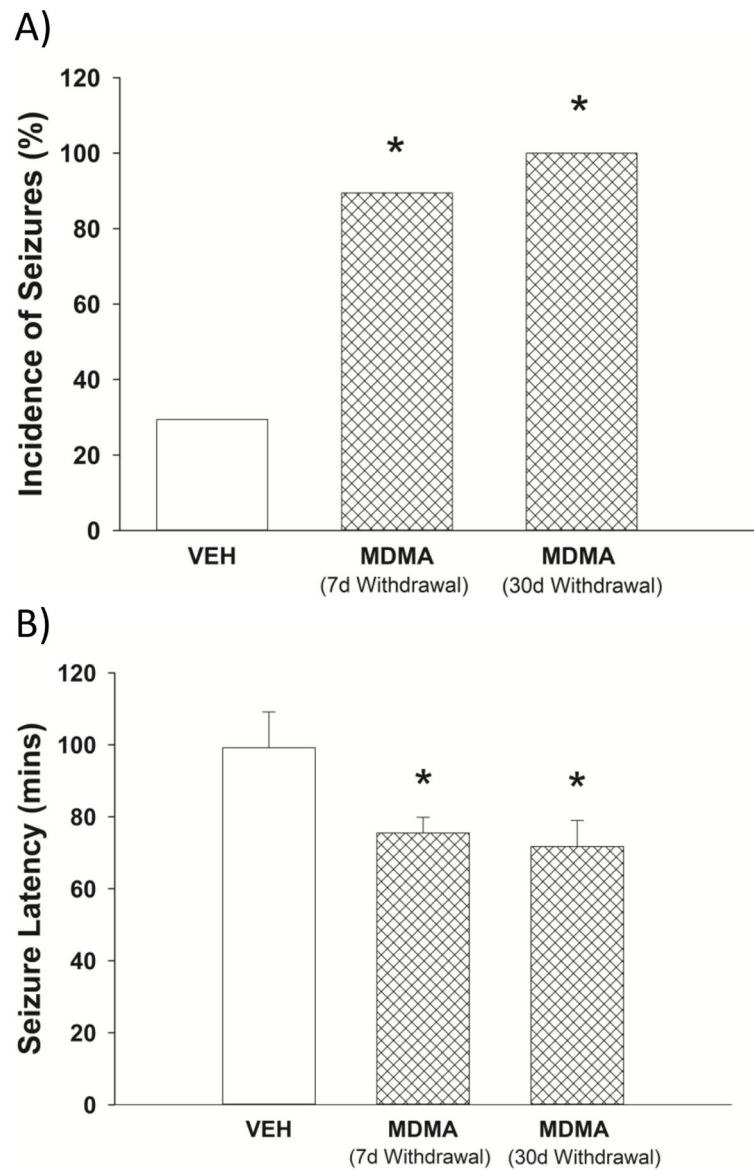 A)
Incidence of Seizures (%)
120
100
80
60
40
20
0
*
*
VEH
MDMA
(7d Withdrawal)
MDMA
(30d Withdrawal)
B)
Seizure Latency (mins)
120
100
80
60
40
20
0
*
*
VEH
MDMA
(7d Withdrawal)
MDMA
(30d Withdrawal)